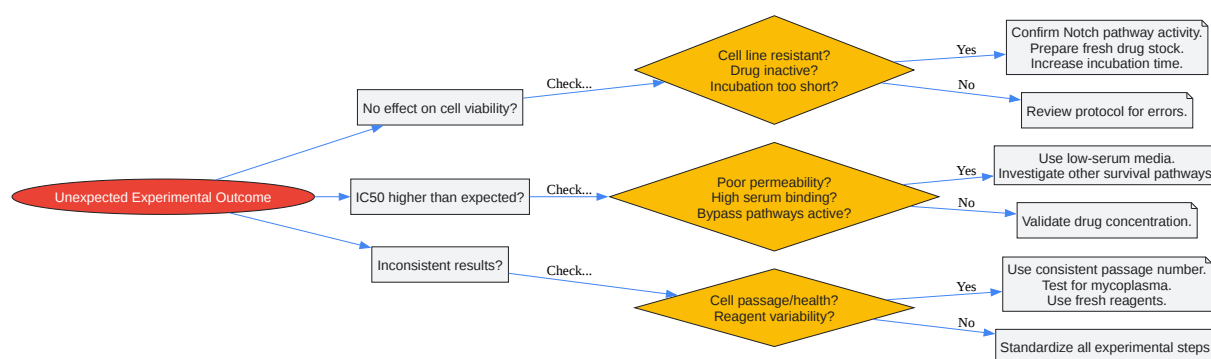 Unexpected Experimental Outcome
No effect on cell viability?
Check...
Cell line resistant?
Drug inactive?
Incubation too short?
Yes
Confirm Notch pathway activity.
Prepare fresh drug stock.
Increase incubation time.
No
Review protocol for errors.
IC50 higher than expected?
Check...
Poor permeability?
High serum binding?
Bypass pathways active?
Yes
Use low-serum media.
Investigate other survival pathways
No
Validate drug concentration.
Inconsistent results?
Check...
Cell passage/health?
Reagent variability?
Yes
Use consistent passage number.
Test for mycoplasma.
Use fresh reagents.
No
Standardize all experimental steps